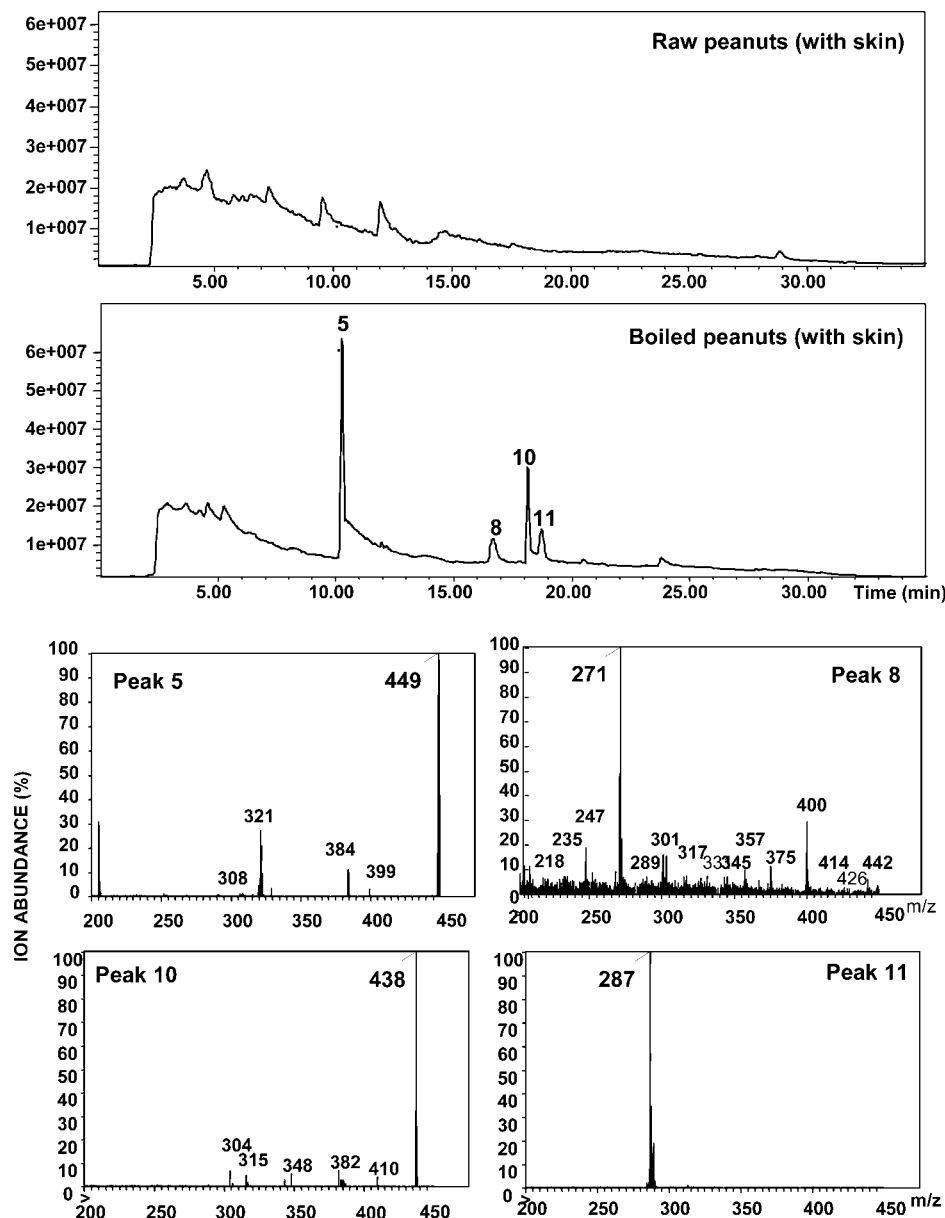 Raw peanuts (with skin)
6e+007
5e+007
4e+007
3e+007
2e+007
1e+007
5.00 10.00 15.00 20.00 25.00 30.00
Boiled peanuts (with skin)
5
6e+007
5e+007
4e+007
3e+007
2e+007
1e+007
10
8
11
5.00 10.00 15.00 20.00 25.00 30.00 Time (min)
ION ABUNDANCE (%)
Peak 5
449
100
90
80
70
60
50
40
30
20
10
0
321
384
308
399
200 250 300 350 400 450
Peak 8
271
100
90
80
70
60
50
40
30
20
10
0
400
247
235
301
317
357
218
289
345
375
414
442
426
200 250 300 350 400 450 m/z
Peak 10
438
100
90
80
70
60
50
40
30
20
10
0
304
315
348
382
410
200 250 300 350 400 450
Peak 11
287
100
90
80
70
60
50
40
30
20
10
0
200 250 300 350 400 450 m/z